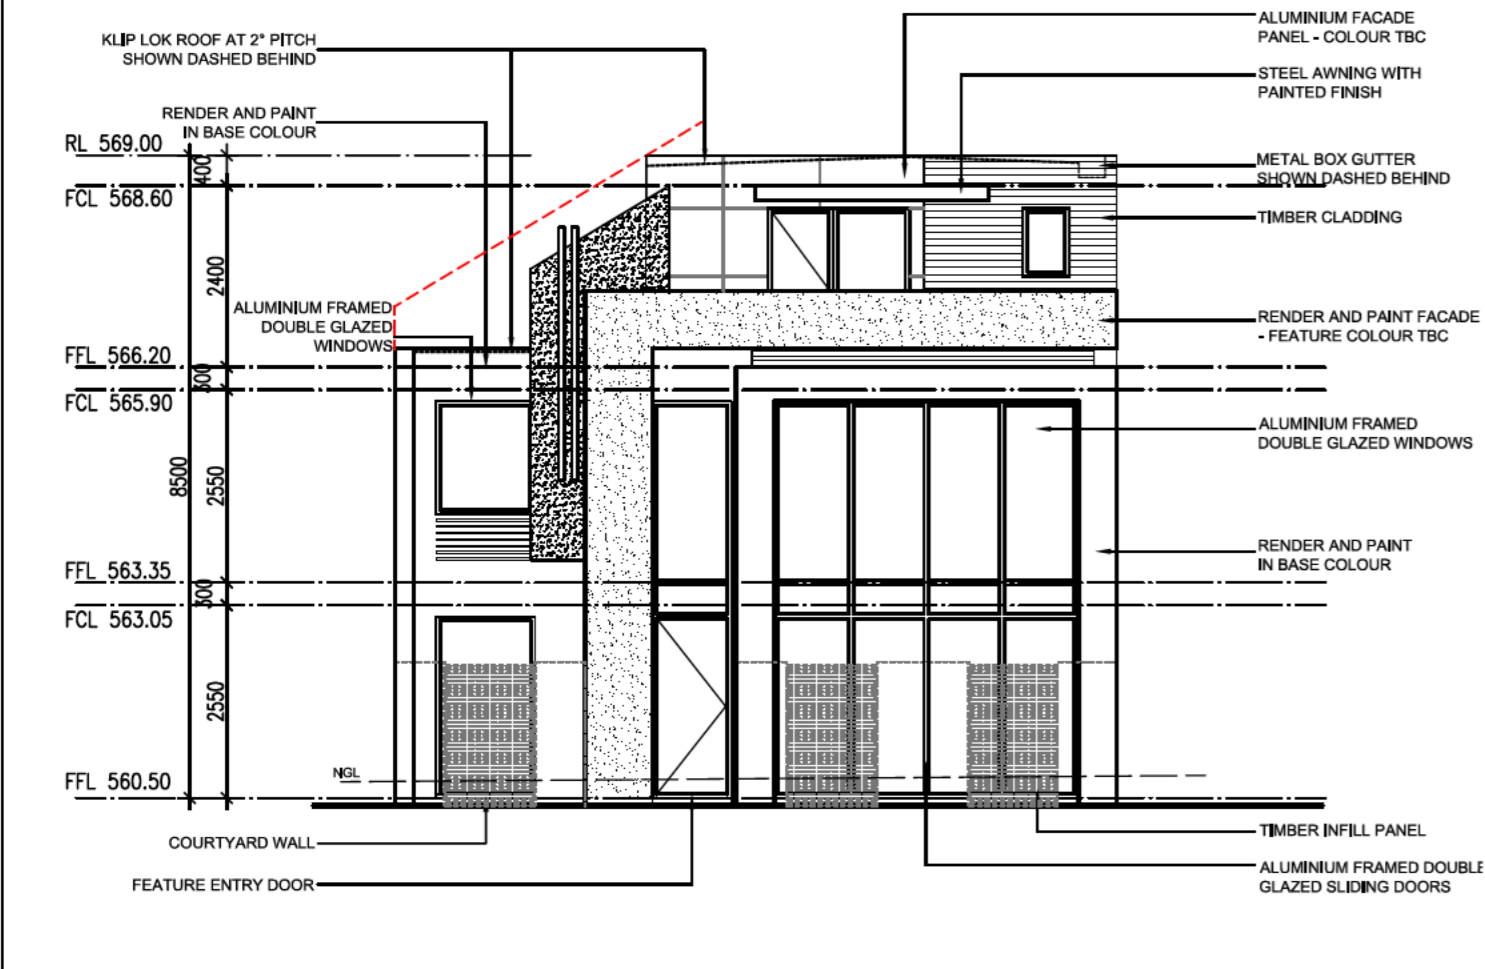 KLIP LOK ROOF AT 2° PITCH
SHOWN DASHED BEHIND
RENDER AND PAINT
IN BASE COLOUR
RL 569.00
400
FCL 568.60
2400
ALUMINIUM FRAMED
DOUBLE GLAZED
WINDOWS
FFL 566.20
300
FCL 565.90
8500
2550
FFL 563.35
300
FCL 563.05
2550
FFL 560.50
NGL
COURTYARD WALL
FEATURE ENTRY DOOR
ALUMINIUM FACADE
PANEL - COLOUR TBC
STEEL AWNING WITH
PAINTED FINISH
METAL BOX GUTTER
SHOWN DASHED BEHIND
TIMBER CLADDING
RENDER AND PAINT FACADE
- FEATURE COLOUR TBC
ALUMINIUM FRAMED
DOUBLE GLAZED WINDOWS
RENDER AND PAINT
IN BASE COLOUR
TIMBER INFILL PANEL
ALUMINIUM FRAMED DOUBLE
GLAZED SLIDING DOORS